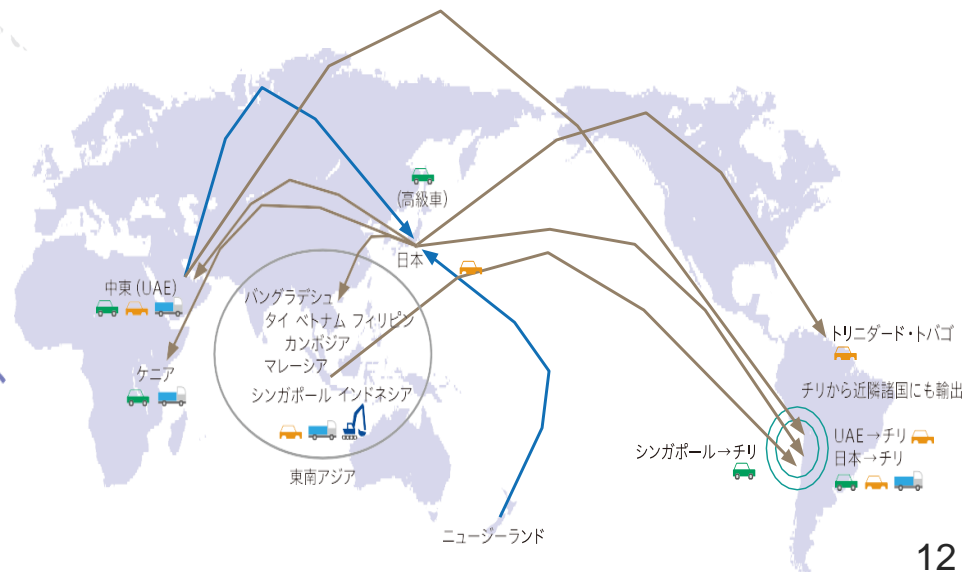 (高級車)
日本
中東 (UAE)
バングラデシュ
タイ ベトナム フィリピン
カンボジア
マレーシア
シンガポール インドネシア
東南アジア
ケニア
ニュージーランド
トリニダード・トバゴ
チリから近隣諸国にも輸出
UAE→チリ
日本→チリ
シンガポール→チリ
12